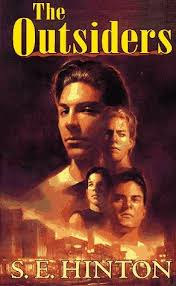 The
Outsiders
S. E. HINTON